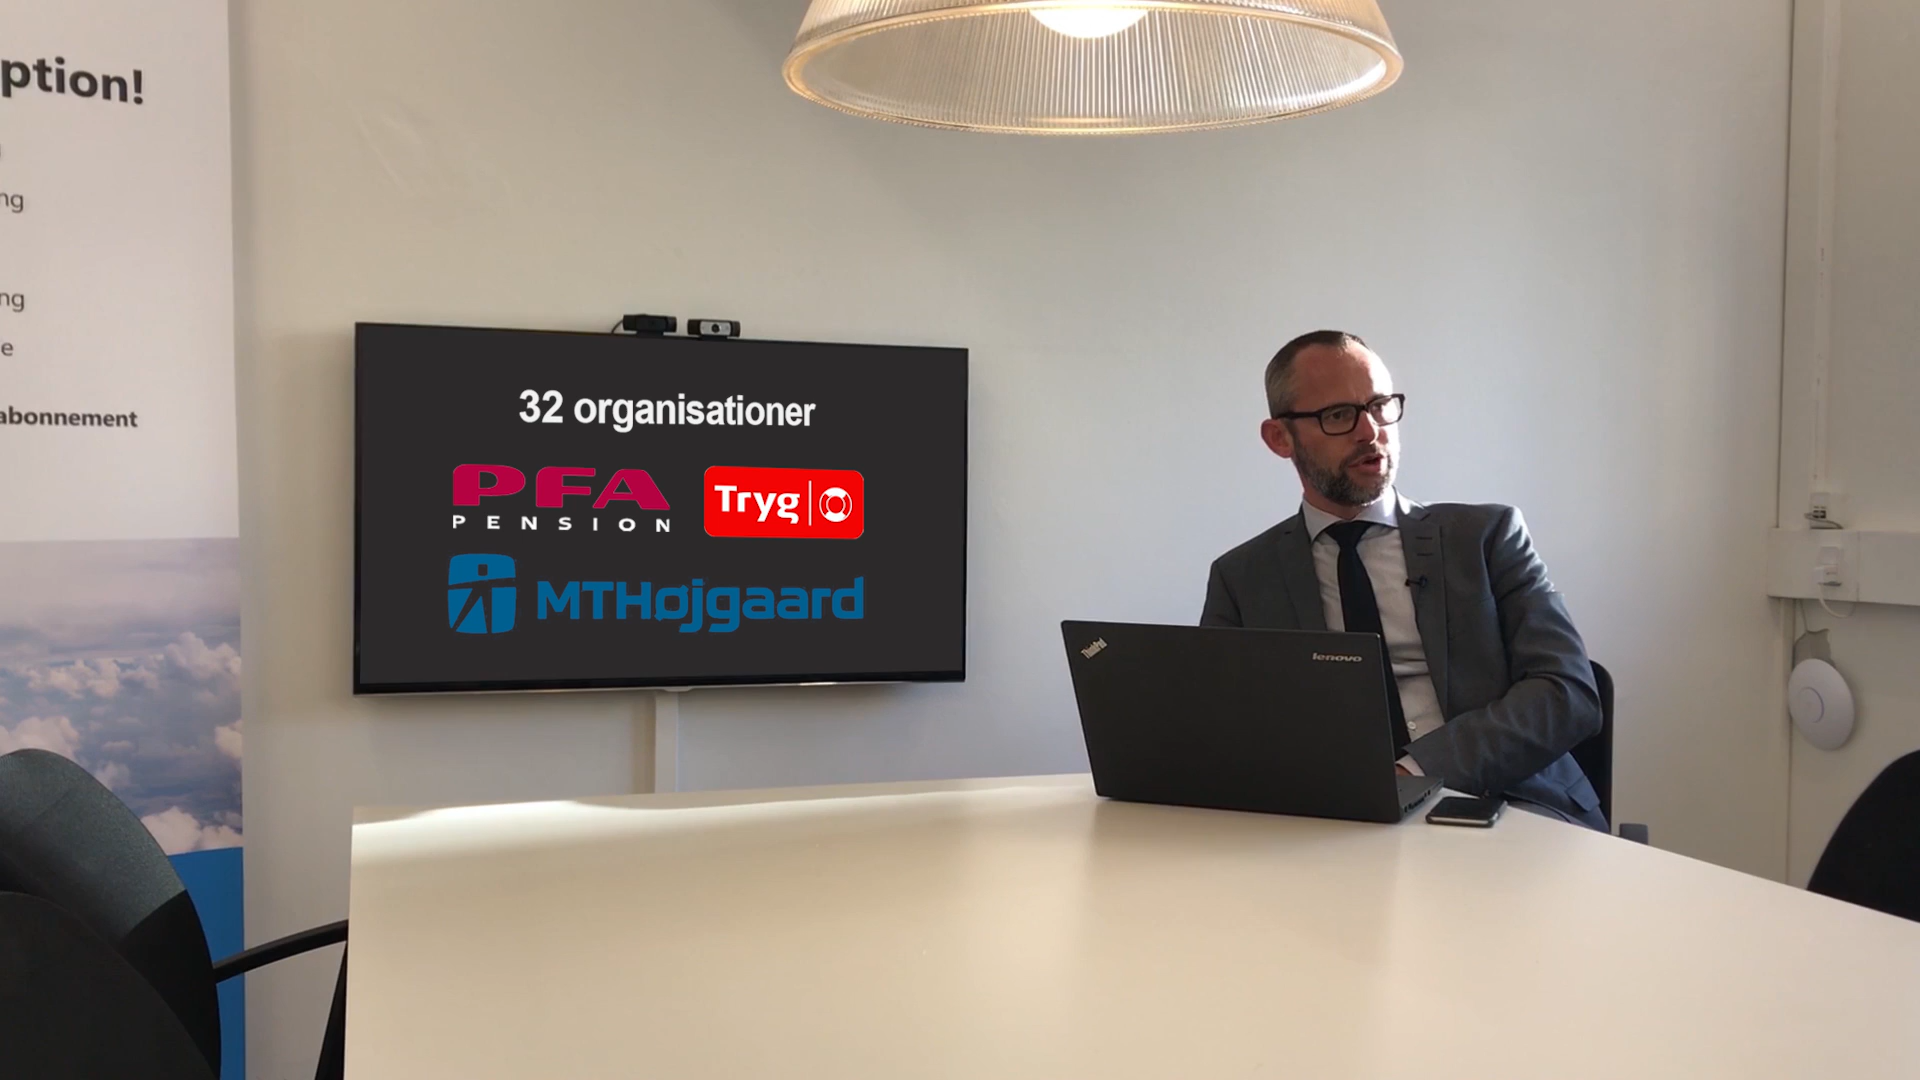 ption!
ng
ng
e
abonnement
32 organisationer
PFA
PENSION
Tryg
MTHøjgaard
ThinkPad
lenovo